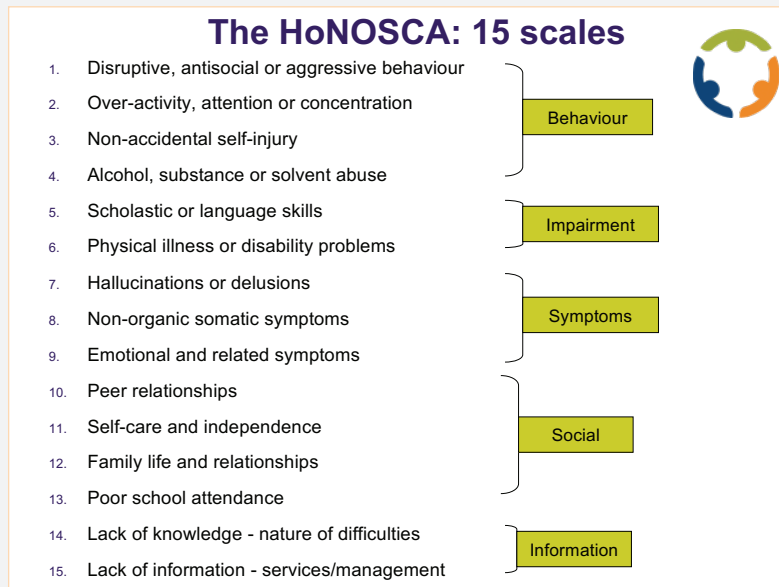 The HoNOSCA: 15 scales
1. Disruptive, antisocial or aggressive behaviour
2. Over-activity, attention or concentration
3. Non-accidental self-injury
4. Alcohol, substance or solvent abuse
Behaviour
5. Scholastic or language skills
6. Physical illness or disability problems
Impairment
7. Hallucinations or delusions
8. Non-organic somatic symptoms
9. Emotional and related symptoms
Symptoms
10. Peer relationships
11. Self-care and independence
12. Family life and relationships
13. Poor school attendance
Social
14. Lack of knowledge - nature of difficulties
15. Lack of information - services/management
Information